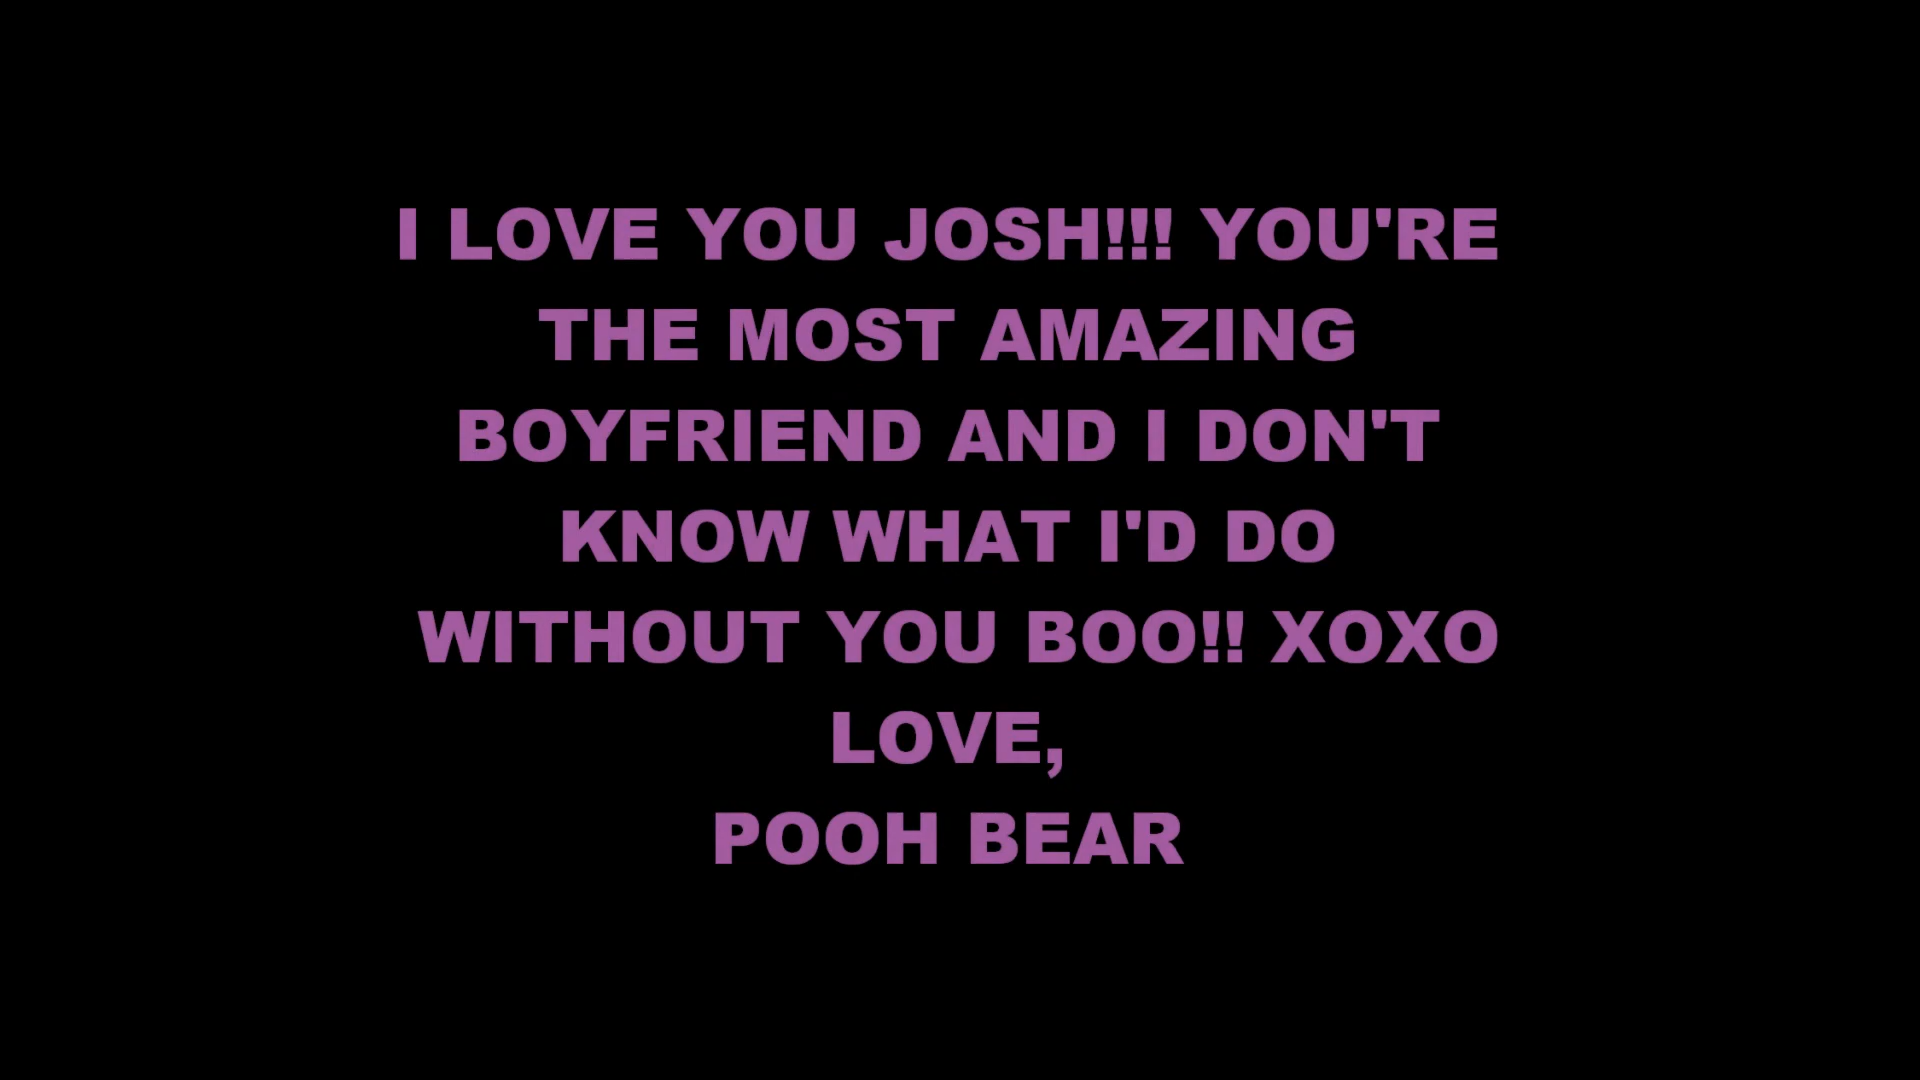 I LOVE YOU JOSH!!! YOU'RE
THE MOST AMAZING
BOYFRIEND AND I DON'T
KNOW WHAT I'D DO
WITHOUT YOU BOO!! XOXO
LOVE,
POOH BEAR